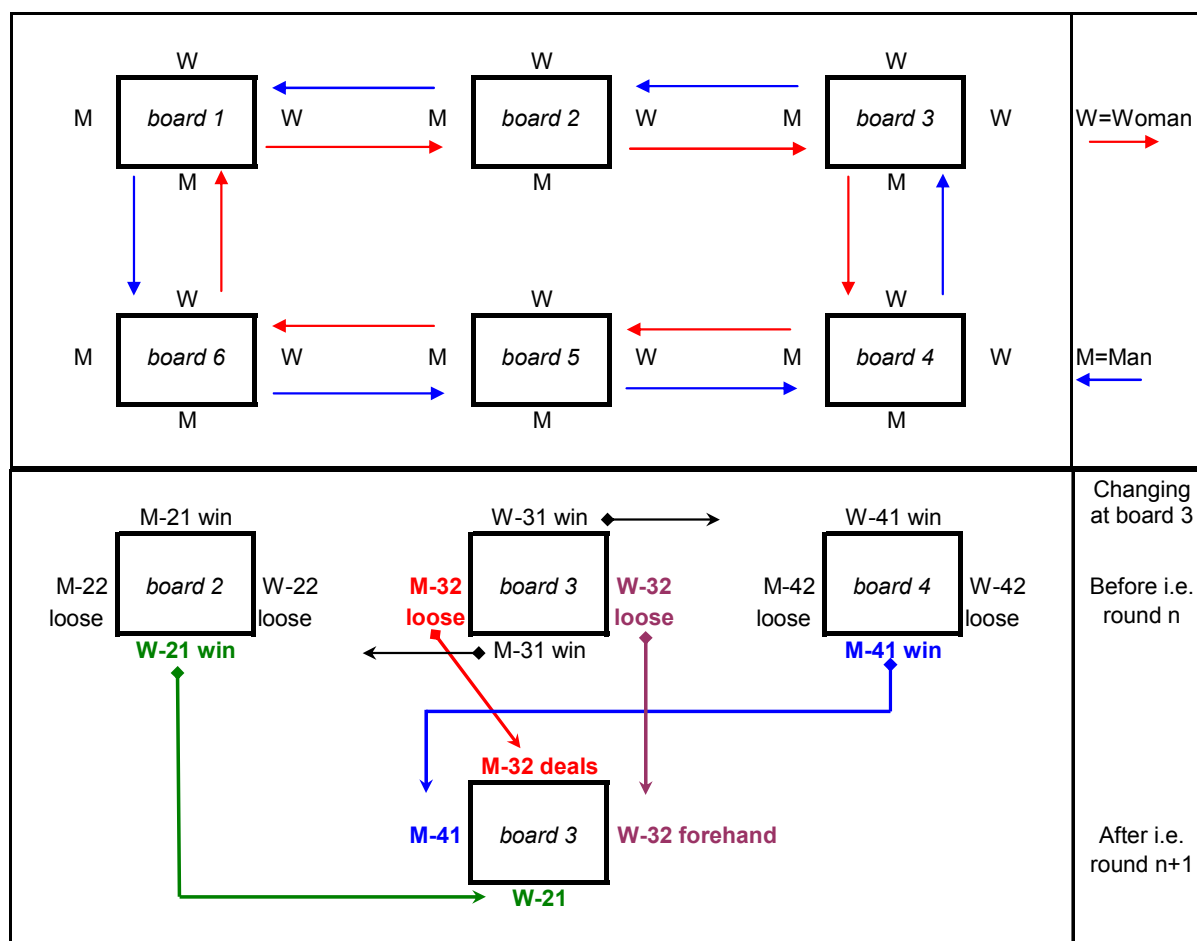 W W W
M board 1 W M board 2 W M board 3 W W=Woman
M M M
W W W
M board 6 W M board 5 W M board 4 W M=Man
M M M
Changing
at board 3
M-21 win W-31 win W-41 win
M-22 board 2 W-22 M-32 board 3 W-32 M-42 board 4 W-42 Before i.e.
loose loose loose loose loose loose round n
W-21 win M-31 win M-41 win
M-32 deals
M-41 board 3 W-32 forehand After i.e.
round n+1
W-21